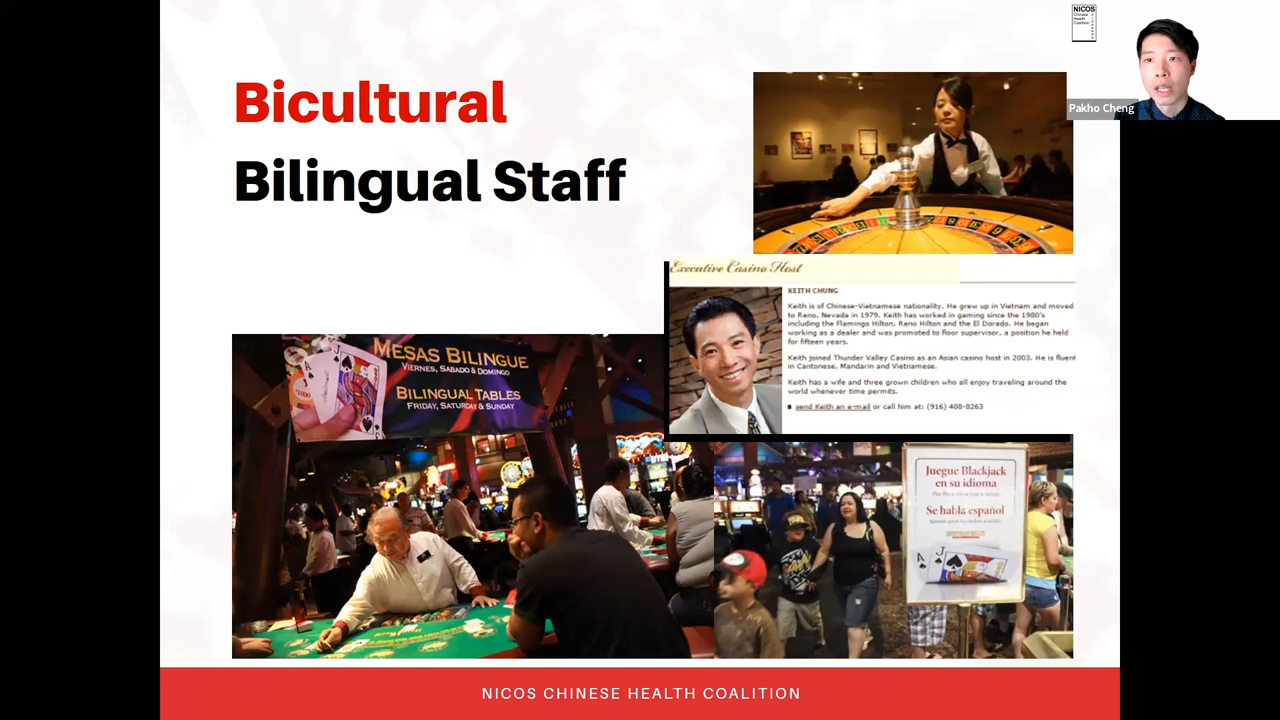 Bicultural
Bilingual Staff
NICOS
Chinese
Health
Coalition
Pakho Cheng
Executive Casino Host
KEITH CHUNG
Keith is of Chinese-Vietnamese nationality. He grew up in Vietnam and moved
to Reno, Nevada in 1979. Keith has worked in gaming since the 1980's
including the Flamingo Hilton, Reno Hilton and the El Dorado. He began
working as a dealer and was promoted to floor supervisor, a position he held
for fifteen years.
Keith joined Thunder Valley Casino as an Asian casino host in 2003. He is fluent
in Cantonese, Mandarin and Vietnamese.
Keith has a wife and three grown children who all enjoy traveling around the
world whenever time permits.
send Keith an e-mail or call him at: (916) 408-8263
MESAS BILINGUE
VIERNES, SABADO & DOMINGO
BILINGUAL TABLES
FRIDAY, SATURDAY & SUNDAY
Juegue Blackjack
en su idioma
Se habla español
NICOS CHINESE HEALTH COALITION